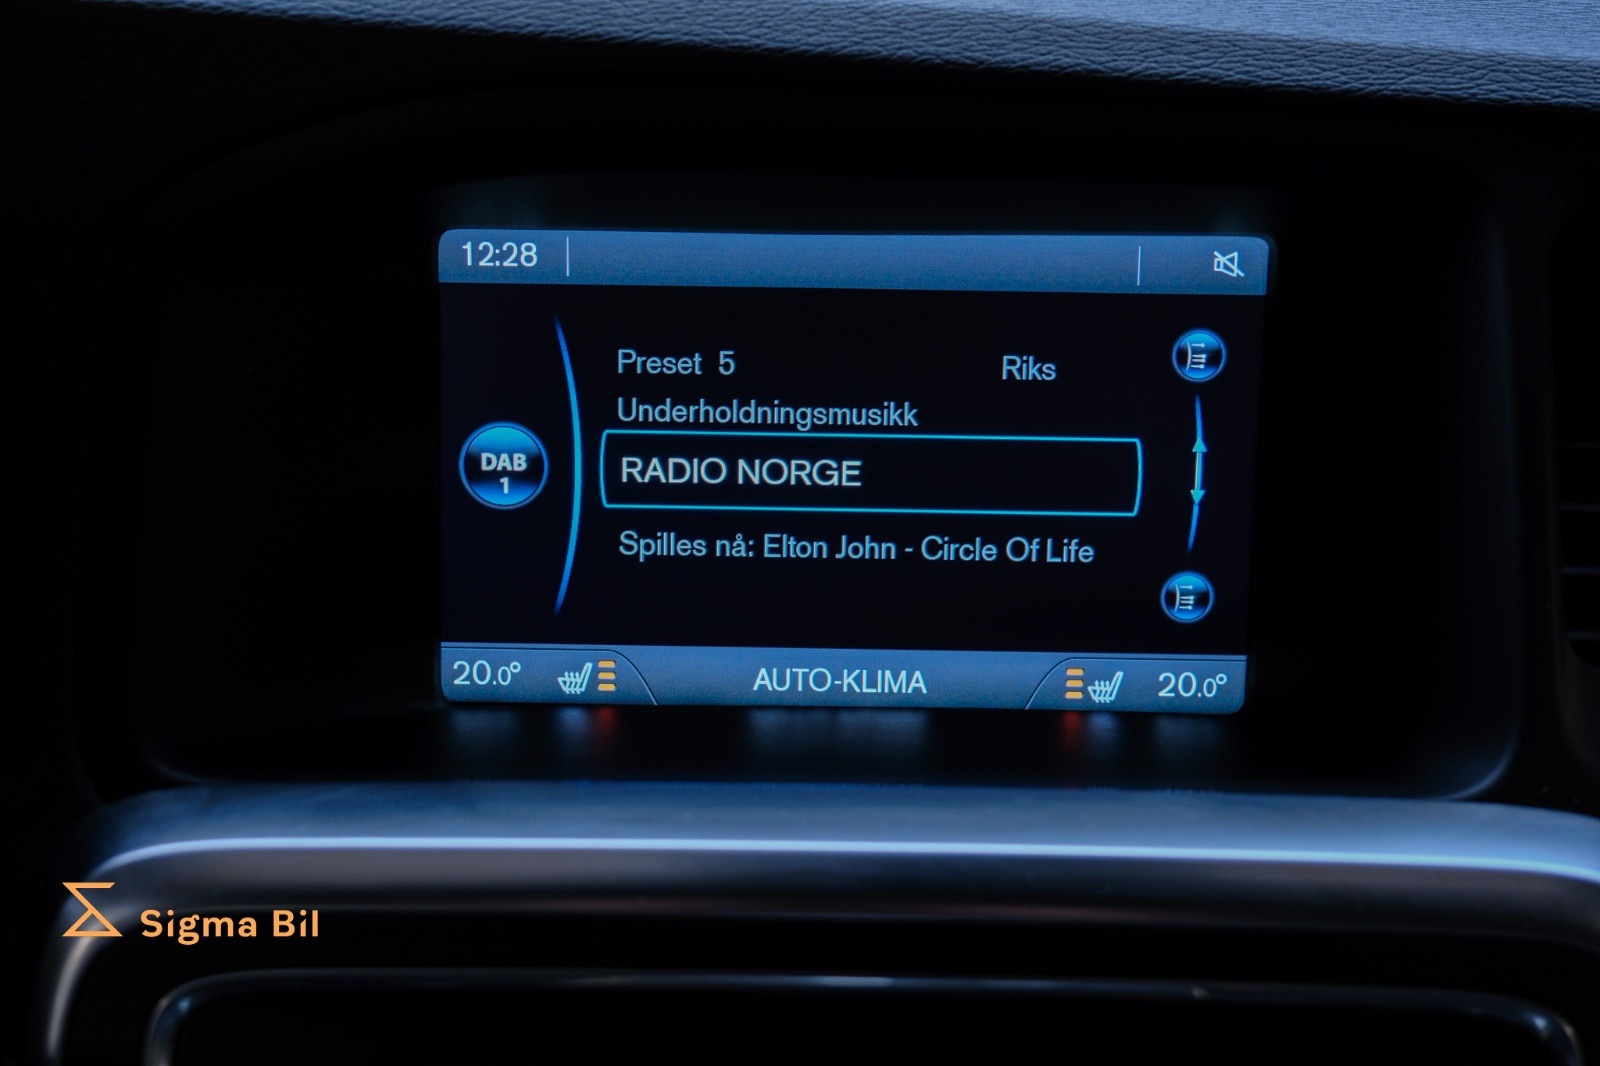 12:28
Preset 5 Riks
Underholdningsmusikk
DAB
1
RADIO NORGE
Spilles nå: Elton John - Circle Of Life
20.0° AUTO-KLIMA 20.0°
Sigma Bil